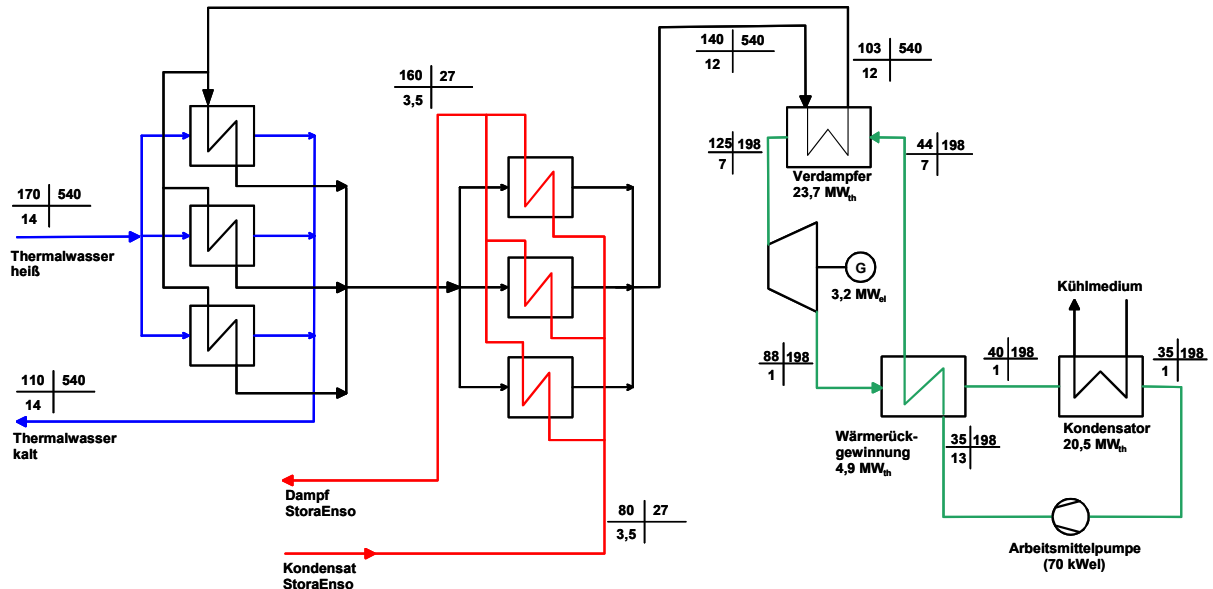 140 540
12
103 540
12
160 27
3,5
125 198
7
44 198
7
Verdampfer
23,7 MWth
170 540
14
Thermalwasser
heiß
G
3,2 MWel
Kühlmedium
88 198
1
40 198
1
35 198
1
110 540
14
Thermalwasser
kalt
Wärmerück-
gewinnung
4,9 MWth
35 198
13
Kondensator
20,5 MWth
Dampf
StoraEnso
80 27
3,5
Kondensat
StoraEnso
Arbeitsmittelpumpe
(70 kWel)